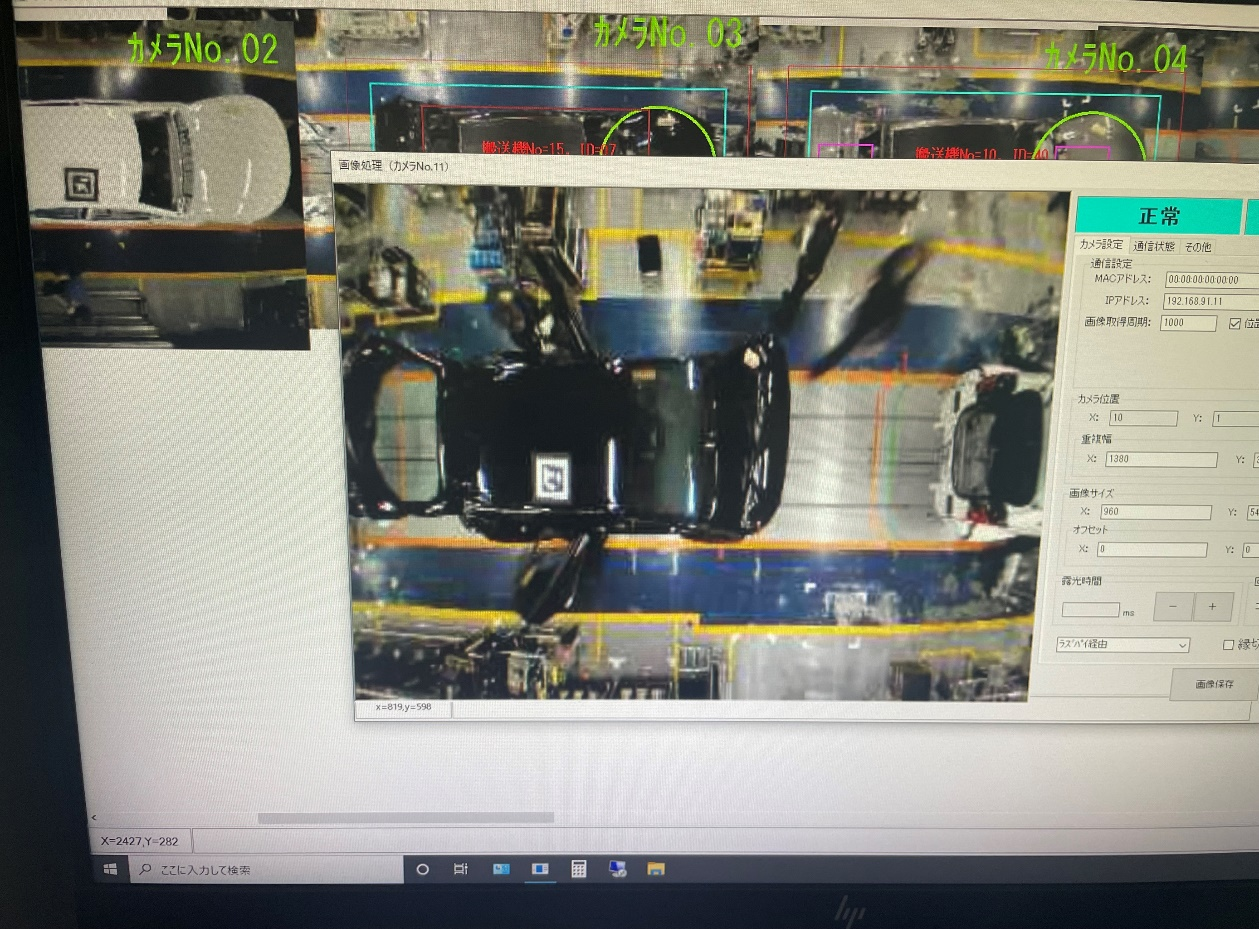 カメラNo.02
カメラNo.03
カメラNo.04
搬送機No=15, ID=17
搬送機No=10, ID=49
画像処理（カメラNo.11）
正常
カメラ設定 通信状態 その他
通信設定
MACアドレス: 00:00:00:00:00:00
IPアドレス: 192.168.91.11
画像取得周期: 1000
カメラ位置
X: 10 Y: 1
重複幅
X: 1380 Y:
画像サイズ
X: 960 Y: 54
オフセット
X: 0 Y: 0
露光時間
ms － ＋
ﾗｽﾞﾊﾟｲ経由
画像保存
x=819,y=598
X=2427,Y=282
ここに入力して検索
hp